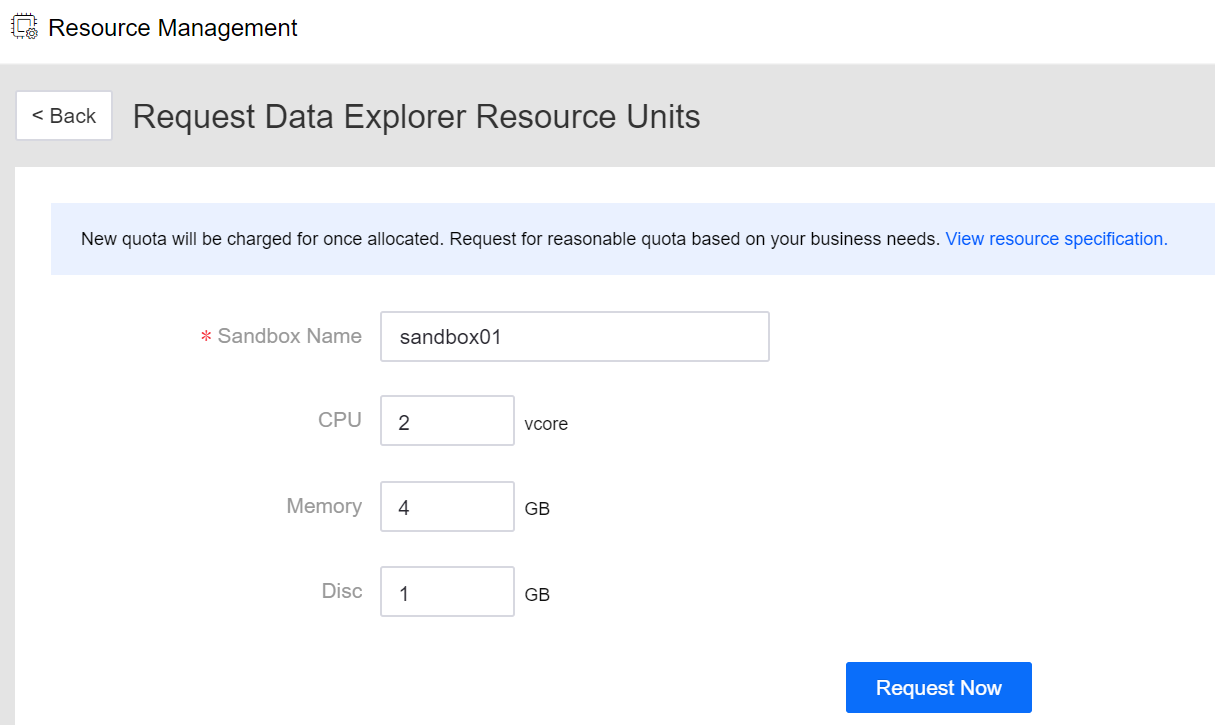 Resource Management
< Back
Request Data Explorer Resource Units
New quota will be charged for once allocated. Request for reasonable quota based on your business needs. View resource specification.
* Sandbox Name sandbox01
CPU 2 vcore
Memory 4 GB
Disc 1 GB
Request Now